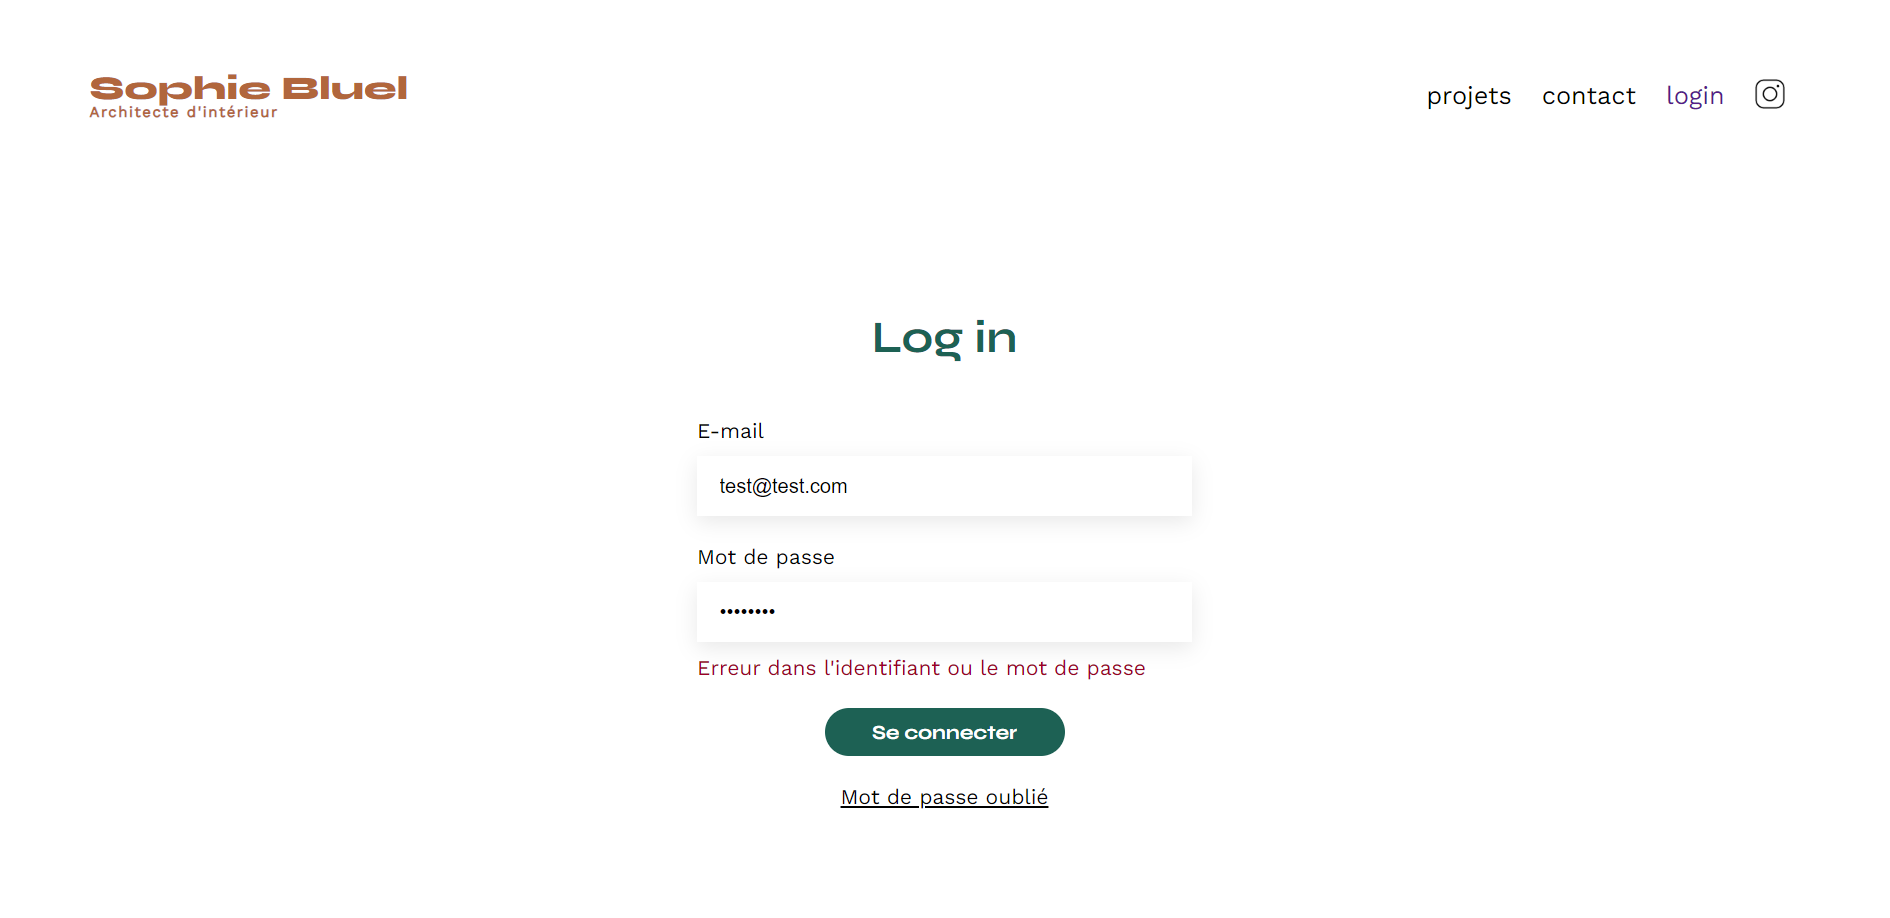 Sophie Bluel
Architecte d'intérieur
projets contact login
Log in
E-mail
test@test.com
Mot de passe
••••••••
Erreur dans l'identifiant ou le mot de passe
Se connecter
Mot de passe oublié